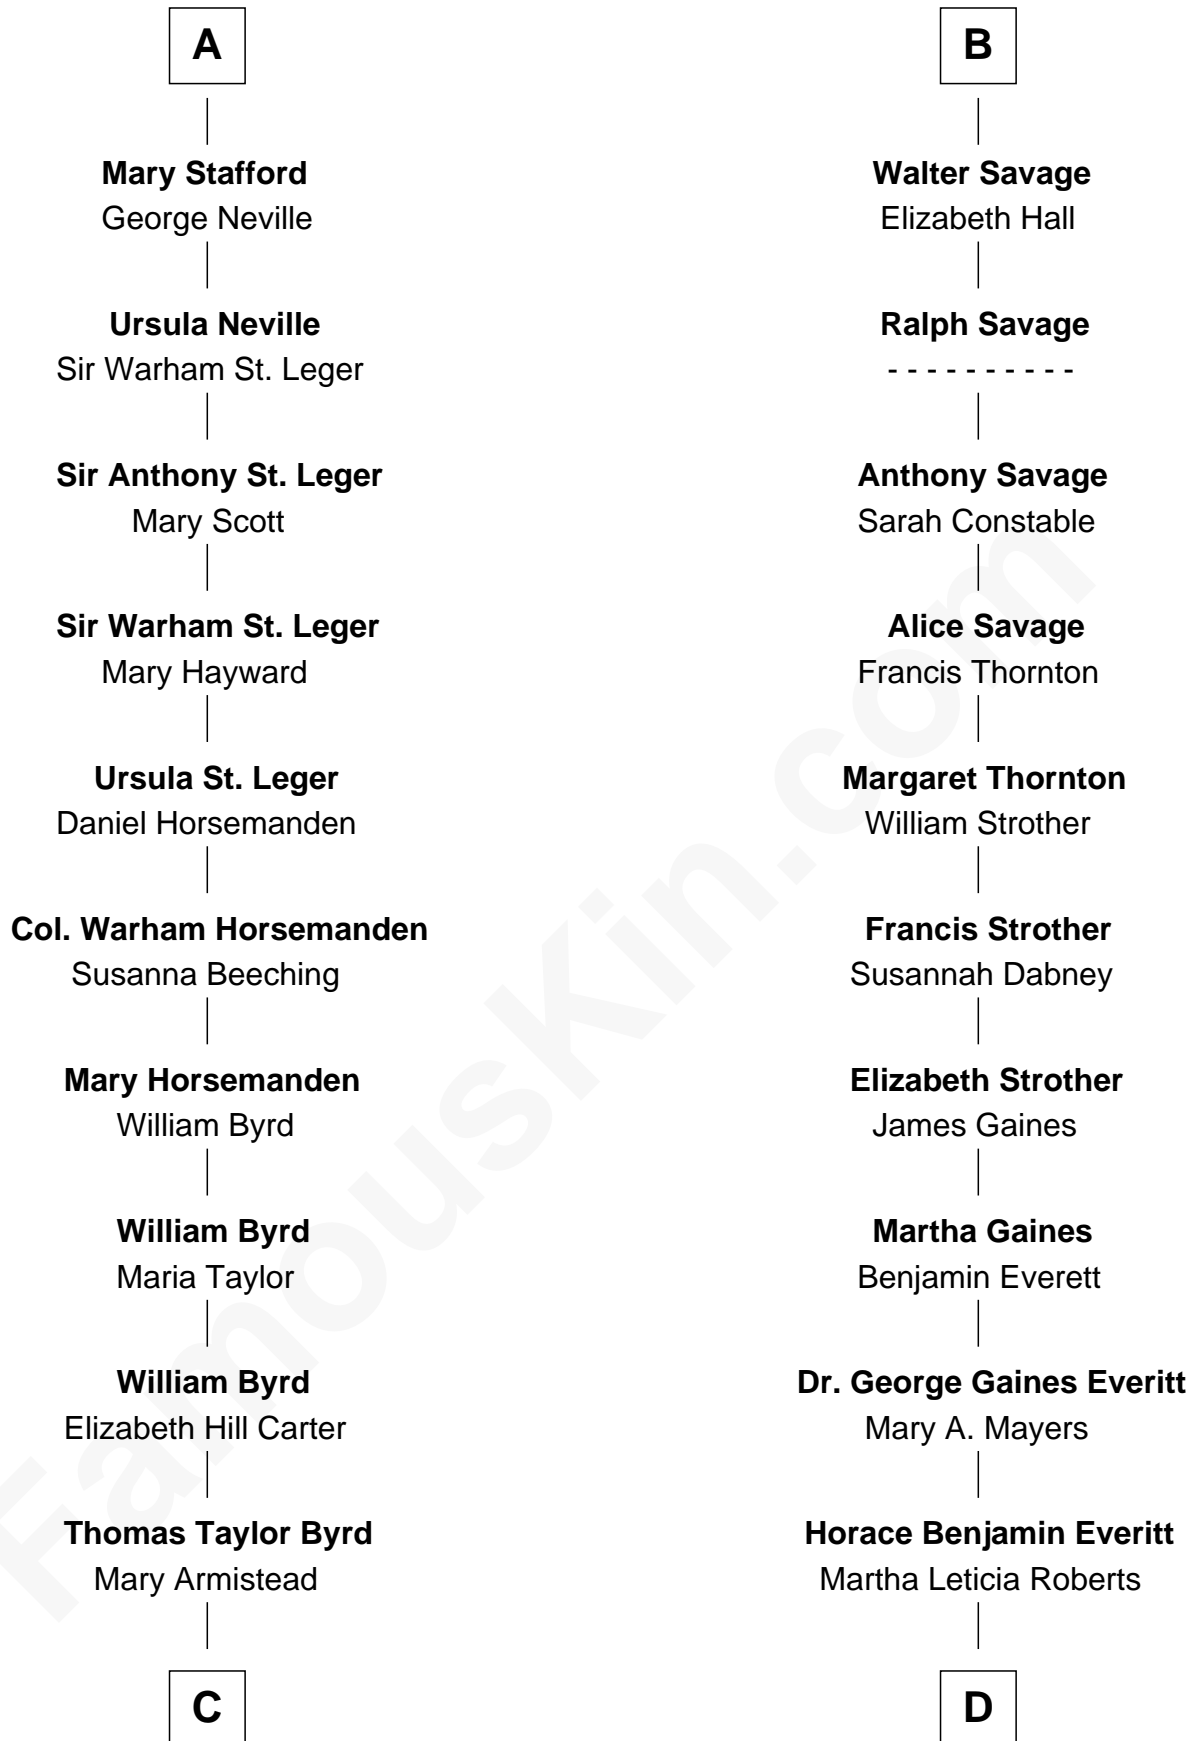 A
Mary Stafford
George Neville
Ursula Neville
Sir Warham St. Leger
Sir Anthony St. Leger
Mary Scott
Sir Warham St. Leger
Mary Hayward
Ursula St. Leger
Daniel Horsemanden
Col. Warham Horsemanden
Susanna Beeching
Mary Horsemanden
William Byrd
William Byrd
Maria Taylor
William Byrd
Elizabeth Hill Carter
Thomas Taylor Byrd
Mary Armistead
C
B
Walter Savage
Elizabeth Hall
Ralph Savage
- - - - - - - - - -
Anthony Savage
Sarah Constable
Alice Savage
Francis Thornton
Margaret Thornton
William Strother
Francis Strother
Susannah Dabney
Elizabeth Strother
James Gaines
Martha Gaines
Benjamin Everett
Dr. George Gaines Everitt
Mary A. Mayers
Horace Benjamin Everitt
Martha Leticia Roberts
D
FamousKin.com